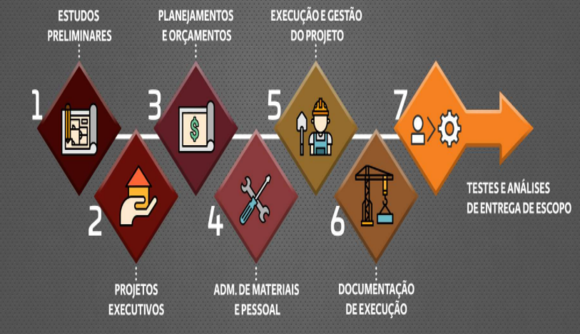 1
ESTUDOS
PRELIMINARES
2
PROJETOS
EXECUTIVOS
3
PLANEJAMENTOS
E ORÇAMENTOS
$
4
ADM. DE MATERIAIS
E PESSOAL
5
EXECUÇÃO E GESTÃO
DO PROJETO
6
DOCUMENTAÇÃO
DE EXECUÇÃO
7
TESTES E ANÁLISES
DE ENTREGA DE ESCOPO